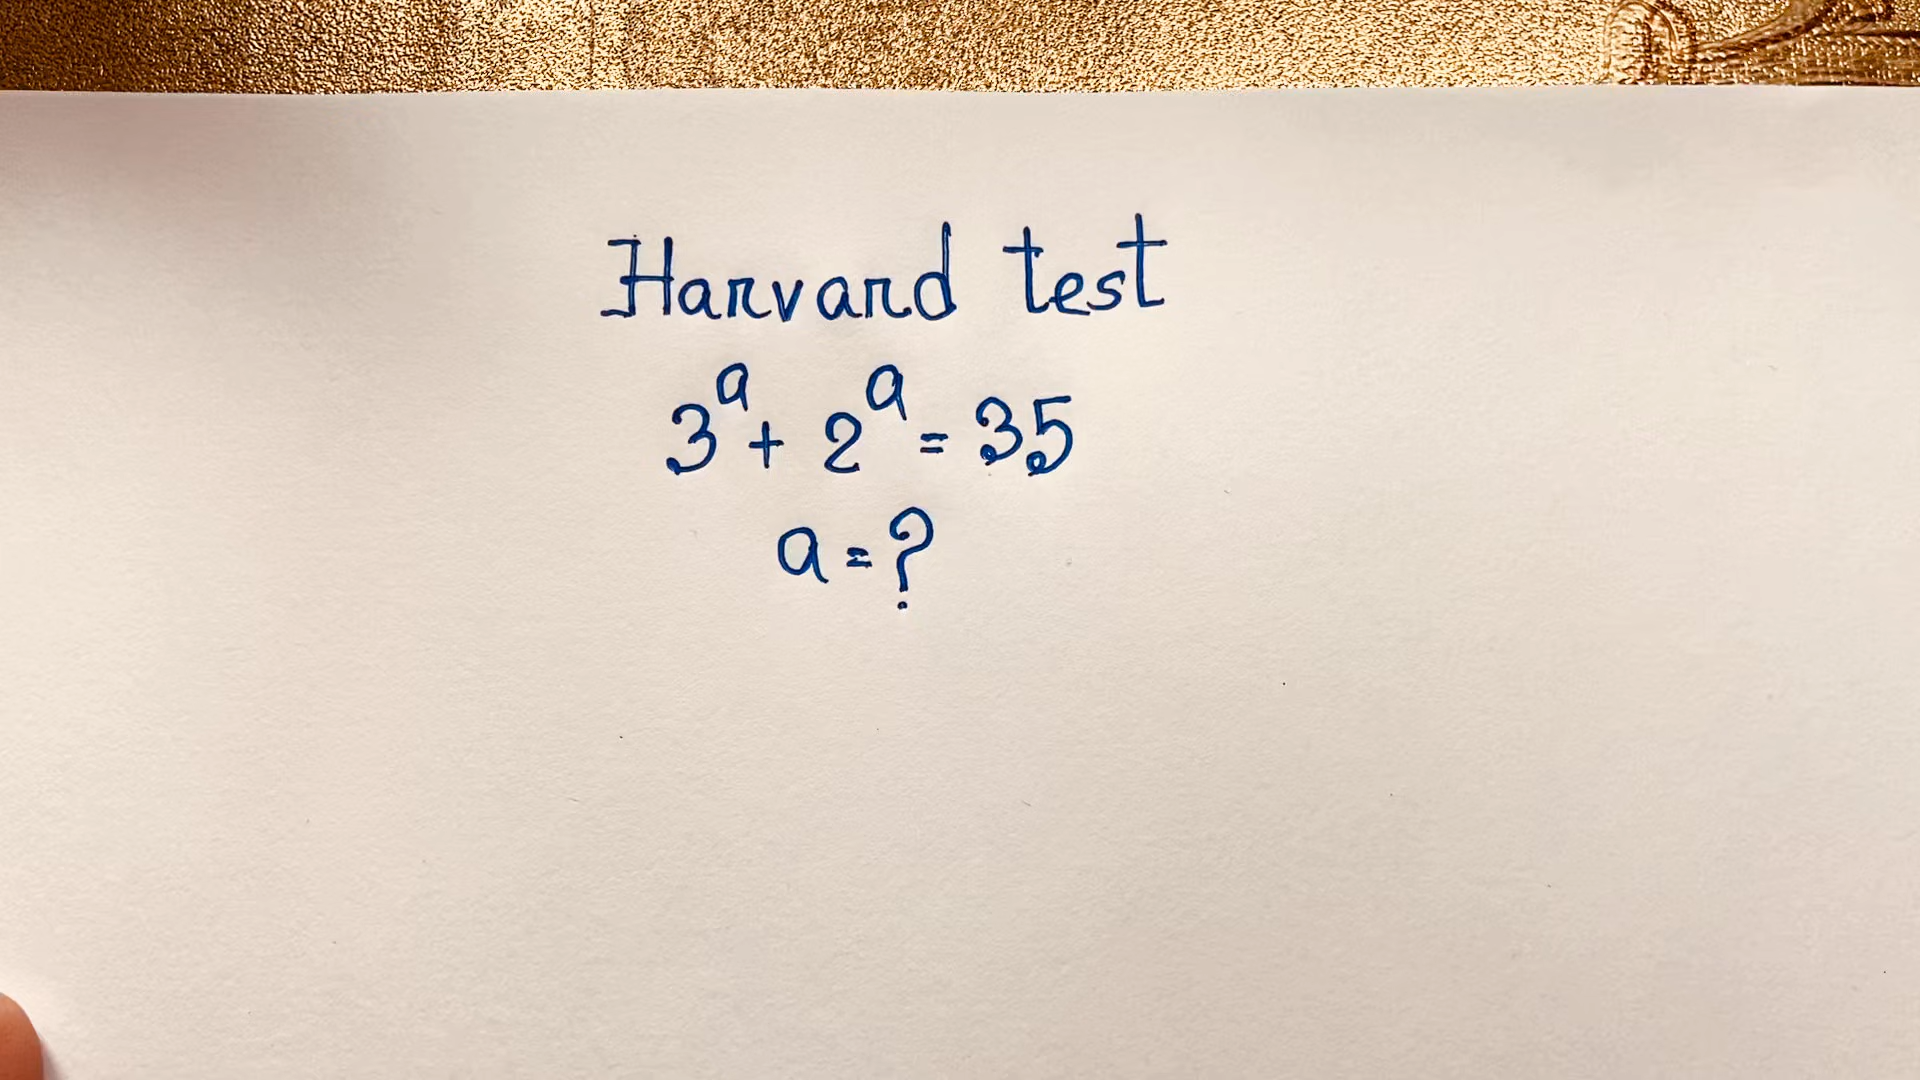 Harvard test
3^a + 2^a = 35
a = ?